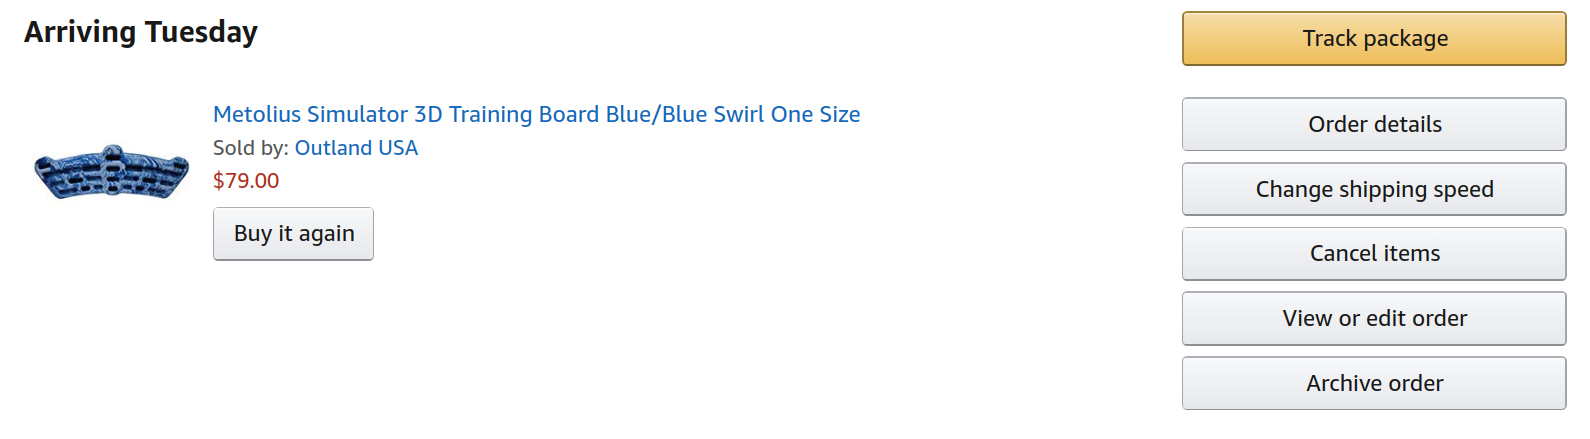 Arriving Tuesday
Metolius Simulator 3D Training Board Blue/Blue Swirl One Size
Sold by: Outland USA
$79.00
Buy it again
Track package
Order details
Change shipping speed
Cancel items
View or edit order
Archive order